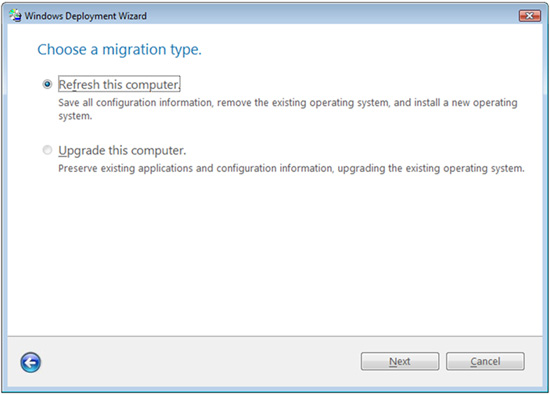 Windows Deployment Wizard
Choose a migration type.
Refresh this computer.
Save all configuration information, remove the existing operating system, and install a new operating
system.
Upgrade this computer.
Preserve existing applications and configuration information, upgrading the existing operating system.
Next
Cancel